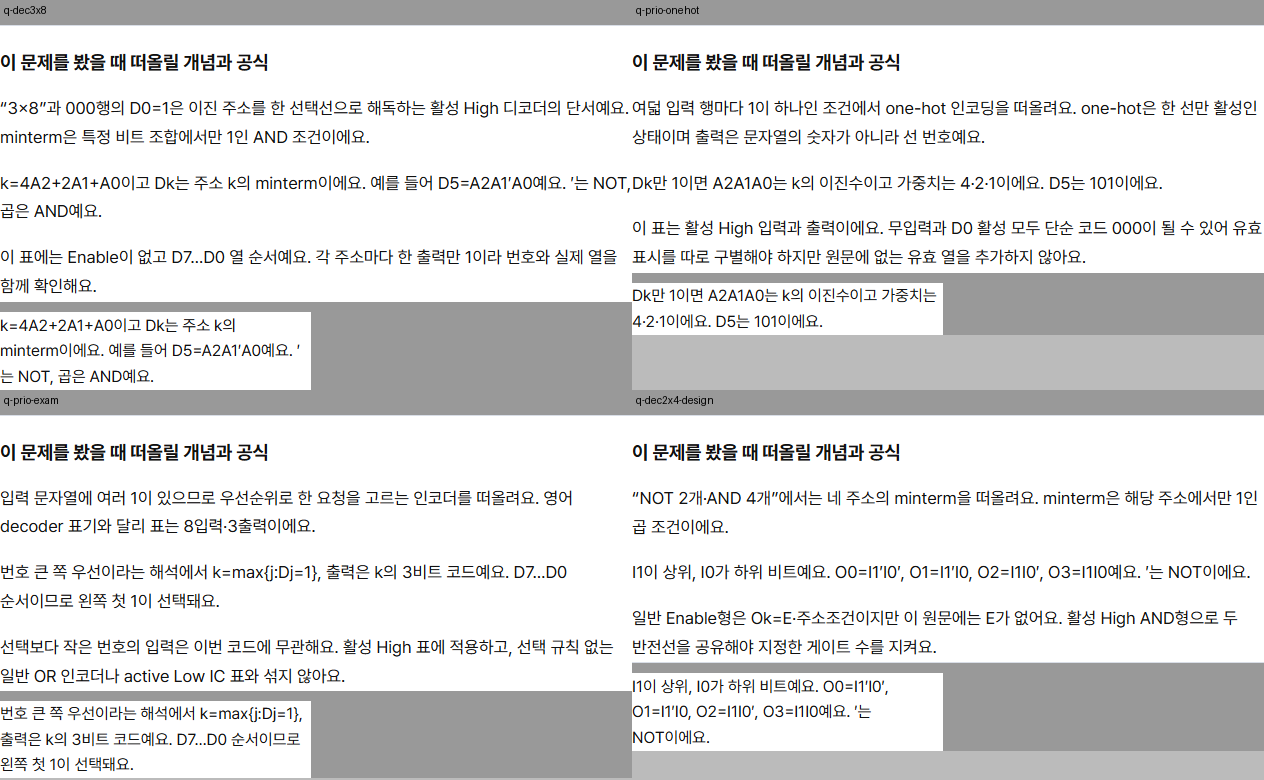 q-dec3x8
이 문제를 봤을 때 떠올릴 개념과 공식
“3×8”과 000행의 D0=1은 이진 주소를 한 선택선으로 해독하는 활성 High 디코더의 단서예요.
minterm은 특정 비트 조합에서만 1인 AND 조건이에요.
k=4A2+2A1+A0이고 Dk는 주소 k의 minterm이에요. 예를 들어 D5=A2A1′A0예요. ′는 NOT,
곱은 AND예요.
이 표에는 Enable이 없고 D7…D0 열 순서예요. 각 주소마다 한 출력만 1이라 번호와 실제 열을
함께 확인해요.
k=4A2+2A1+A0이고 Dk는 주소 k의
minterm이에요. 예를 들어 D5=A2A1′A0예요. ′
는 NOT, 곱은 AND예요.
q-prio-onehot
이 문제를 봤을 때 떠올릴 개념과 공식
여덟 입력 행마다 1이 하나인 조건에서 one-hot 인코딩을 떠올려요. one-hot은 한 선만 활성인
상태이며 출력은 문자열의 숫자가 아니라 선 번호예요.
Dk만 1이면 A2A1A0는 k의 이진수이고 가중치는 4·2·1이에요. D5는 101이에요.
이 표는 활성 High 입력과 출력이에요. 무입력과 D0 활성 모두 단순 코드 000이 될 수 있어 유효
표시를 따로 구별해야 하지만 원문에 없는 유효 열을 추가하지 않아요.
Dk만 1이면 A2A1A0는 k의 이진수이고 가중치는
4·2·1이에요. D5는 101이에요.
q-prio-exam
이 문제를 봤을 때 떠올릴 개념과 공식
입력 문자열에 여러 1이 있으므로 우선순위로 한 요청을 고르는 인코더를 떠올려요. 영어
decoder 표기와 달리 표는 8입력·3출력이에요.
번호 큰 쪽 우선이라는 해석에서 k=max{j:Dj=1}, 출력은 k의 3비트 코드예요. D7…D0
순서이므로 왼쪽 첫 1이 선택돼요.
선택보다 작은 번호의 입력은 이번 코드에 무관해요. 활성 High 표에 적용하고, 선택 규칙 없는
일반 OR 인코더나 active Low IC 표와 섞지 않아요.
번호 큰 쪽 우선이라는 해석에서 k=max{j:Dj=1},
출력은 k의 3비트 코드예요. D7…D0 순서이므로
왼쪽 첫 1이 선택돼요.
q-dec2x4-design
이 문제를 봤을 때 떠올릴 개념과 공식
“NOT 2개·AND 4개”에서는 네 주소의 minterm을 떠올려요. minterm은 해당 주소에서만 1인
곱 조건이에요.
I1이 상위, I0가 하위 비트예요. O0=I1′I0′, O1=I1′I0, O2=I1I0′, O3=I1I0예요. ′는 NOT이에요.
일반 Enable형은 Ok=E·주소조건이지만 이 원문에는 E가 없어요. 활성 High AND형으로 두
반전선을 공유해야 지정한 게이트 수를 지켜요.
I1이 상위, I0가 하위 비트예요. O0=I1′I0′,
O1=I1′I0, O2=I1I0′, O3=I1I0예요. ′는
NOT이에요.